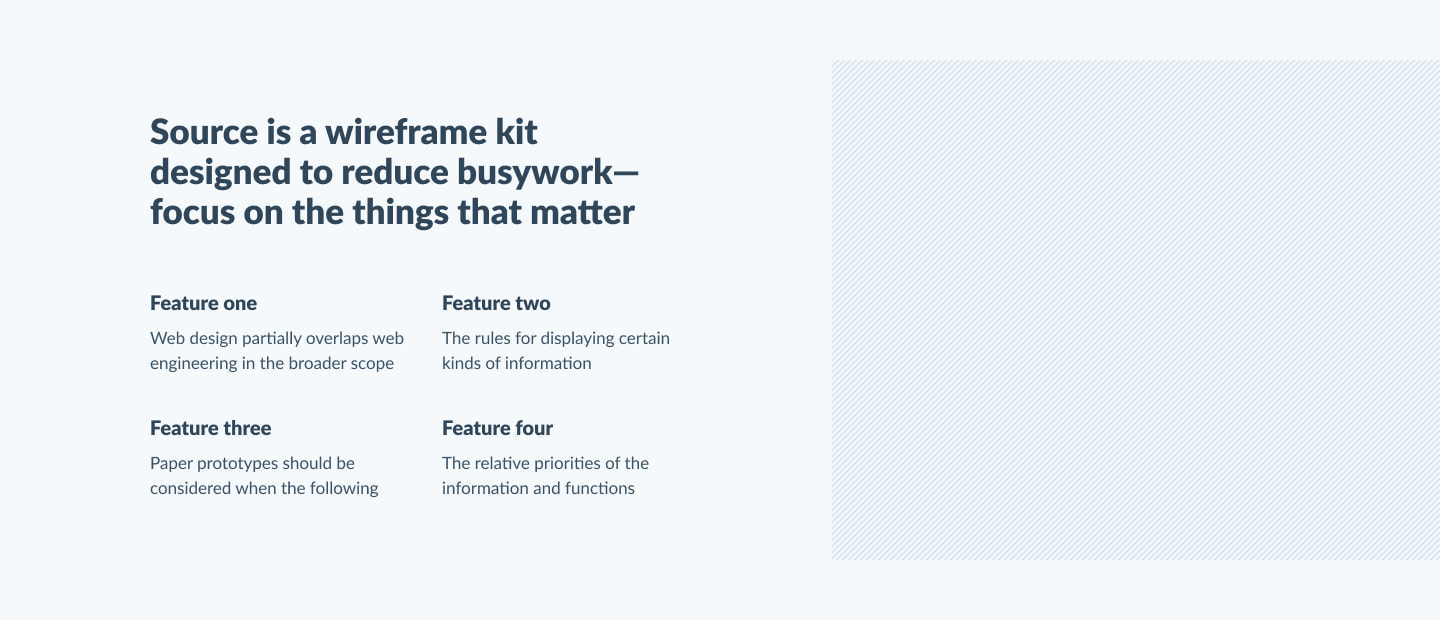 Source is a wireframe kit
designed to reduce busywork—
focus on the things that matter
Feature one
Web design partially overlaps web
engineering in the broader scope
Feature two
The rules for displaying certain
kinds of information
Feature three
Paper prototypes should be
considered when the following
Feature four
The relative priorities of the
information and functions